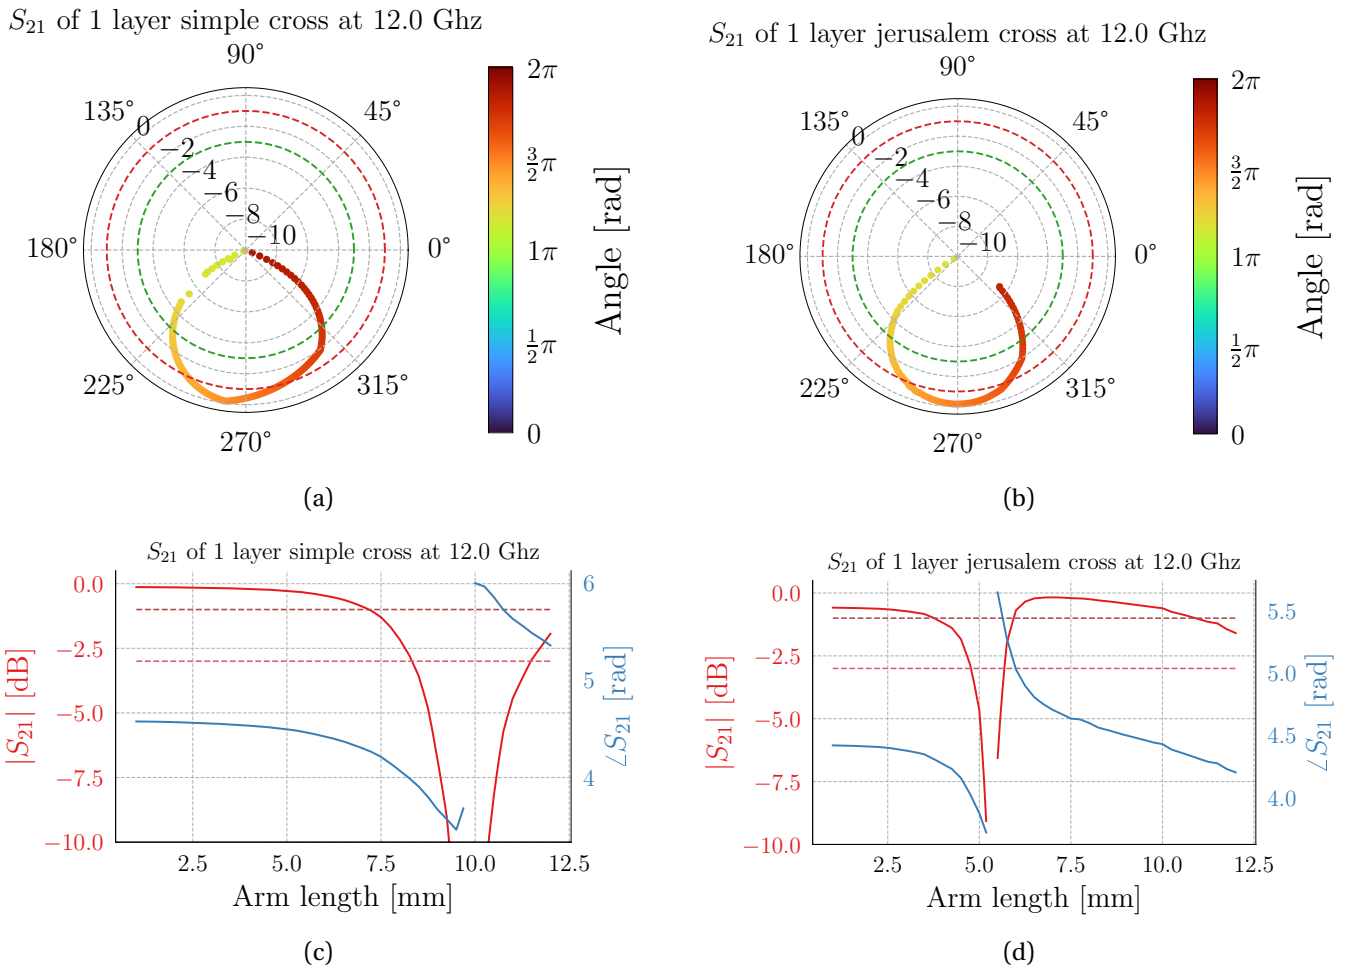 S21 of 1 layer simple cross at 12.0 Ghz
90°
135°
45°
0
−2
−4
−6
−8
−10
180°
0°
225°
315°
270°
2π
3/2π
1π
1/2π
0
Angle [rad]
(a)
S21 of 1 layer jerusalem cross at 12.0 Ghz
90°
135°
45°
0
−2
−4
−6
−8
−10
180°
0°
225°
315°
270°
2π
3/2π
1π
1/2π
0
Angle [rad]
(b)
S21 of 1 layer simple cross at 12.0 Ghz
0.0
−2.5
−5.0
−7.5
−10.0
|S21| [dB]
6
5
4
∠S21 [rad]
2.5 5.0 7.5 10.0 12.5
Arm length [mm]
(c)
S21 of 1 layer jerusalem cross at 12.0 Ghz
0.0
−2.5
−5.0
−7.5
−10.0
|S21| [dB]
5.5
5.0
4.5
4.0
∠S21 [rad]
2.5 5.0 7.5 10.0 12.5
Arm length [mm]
(d)